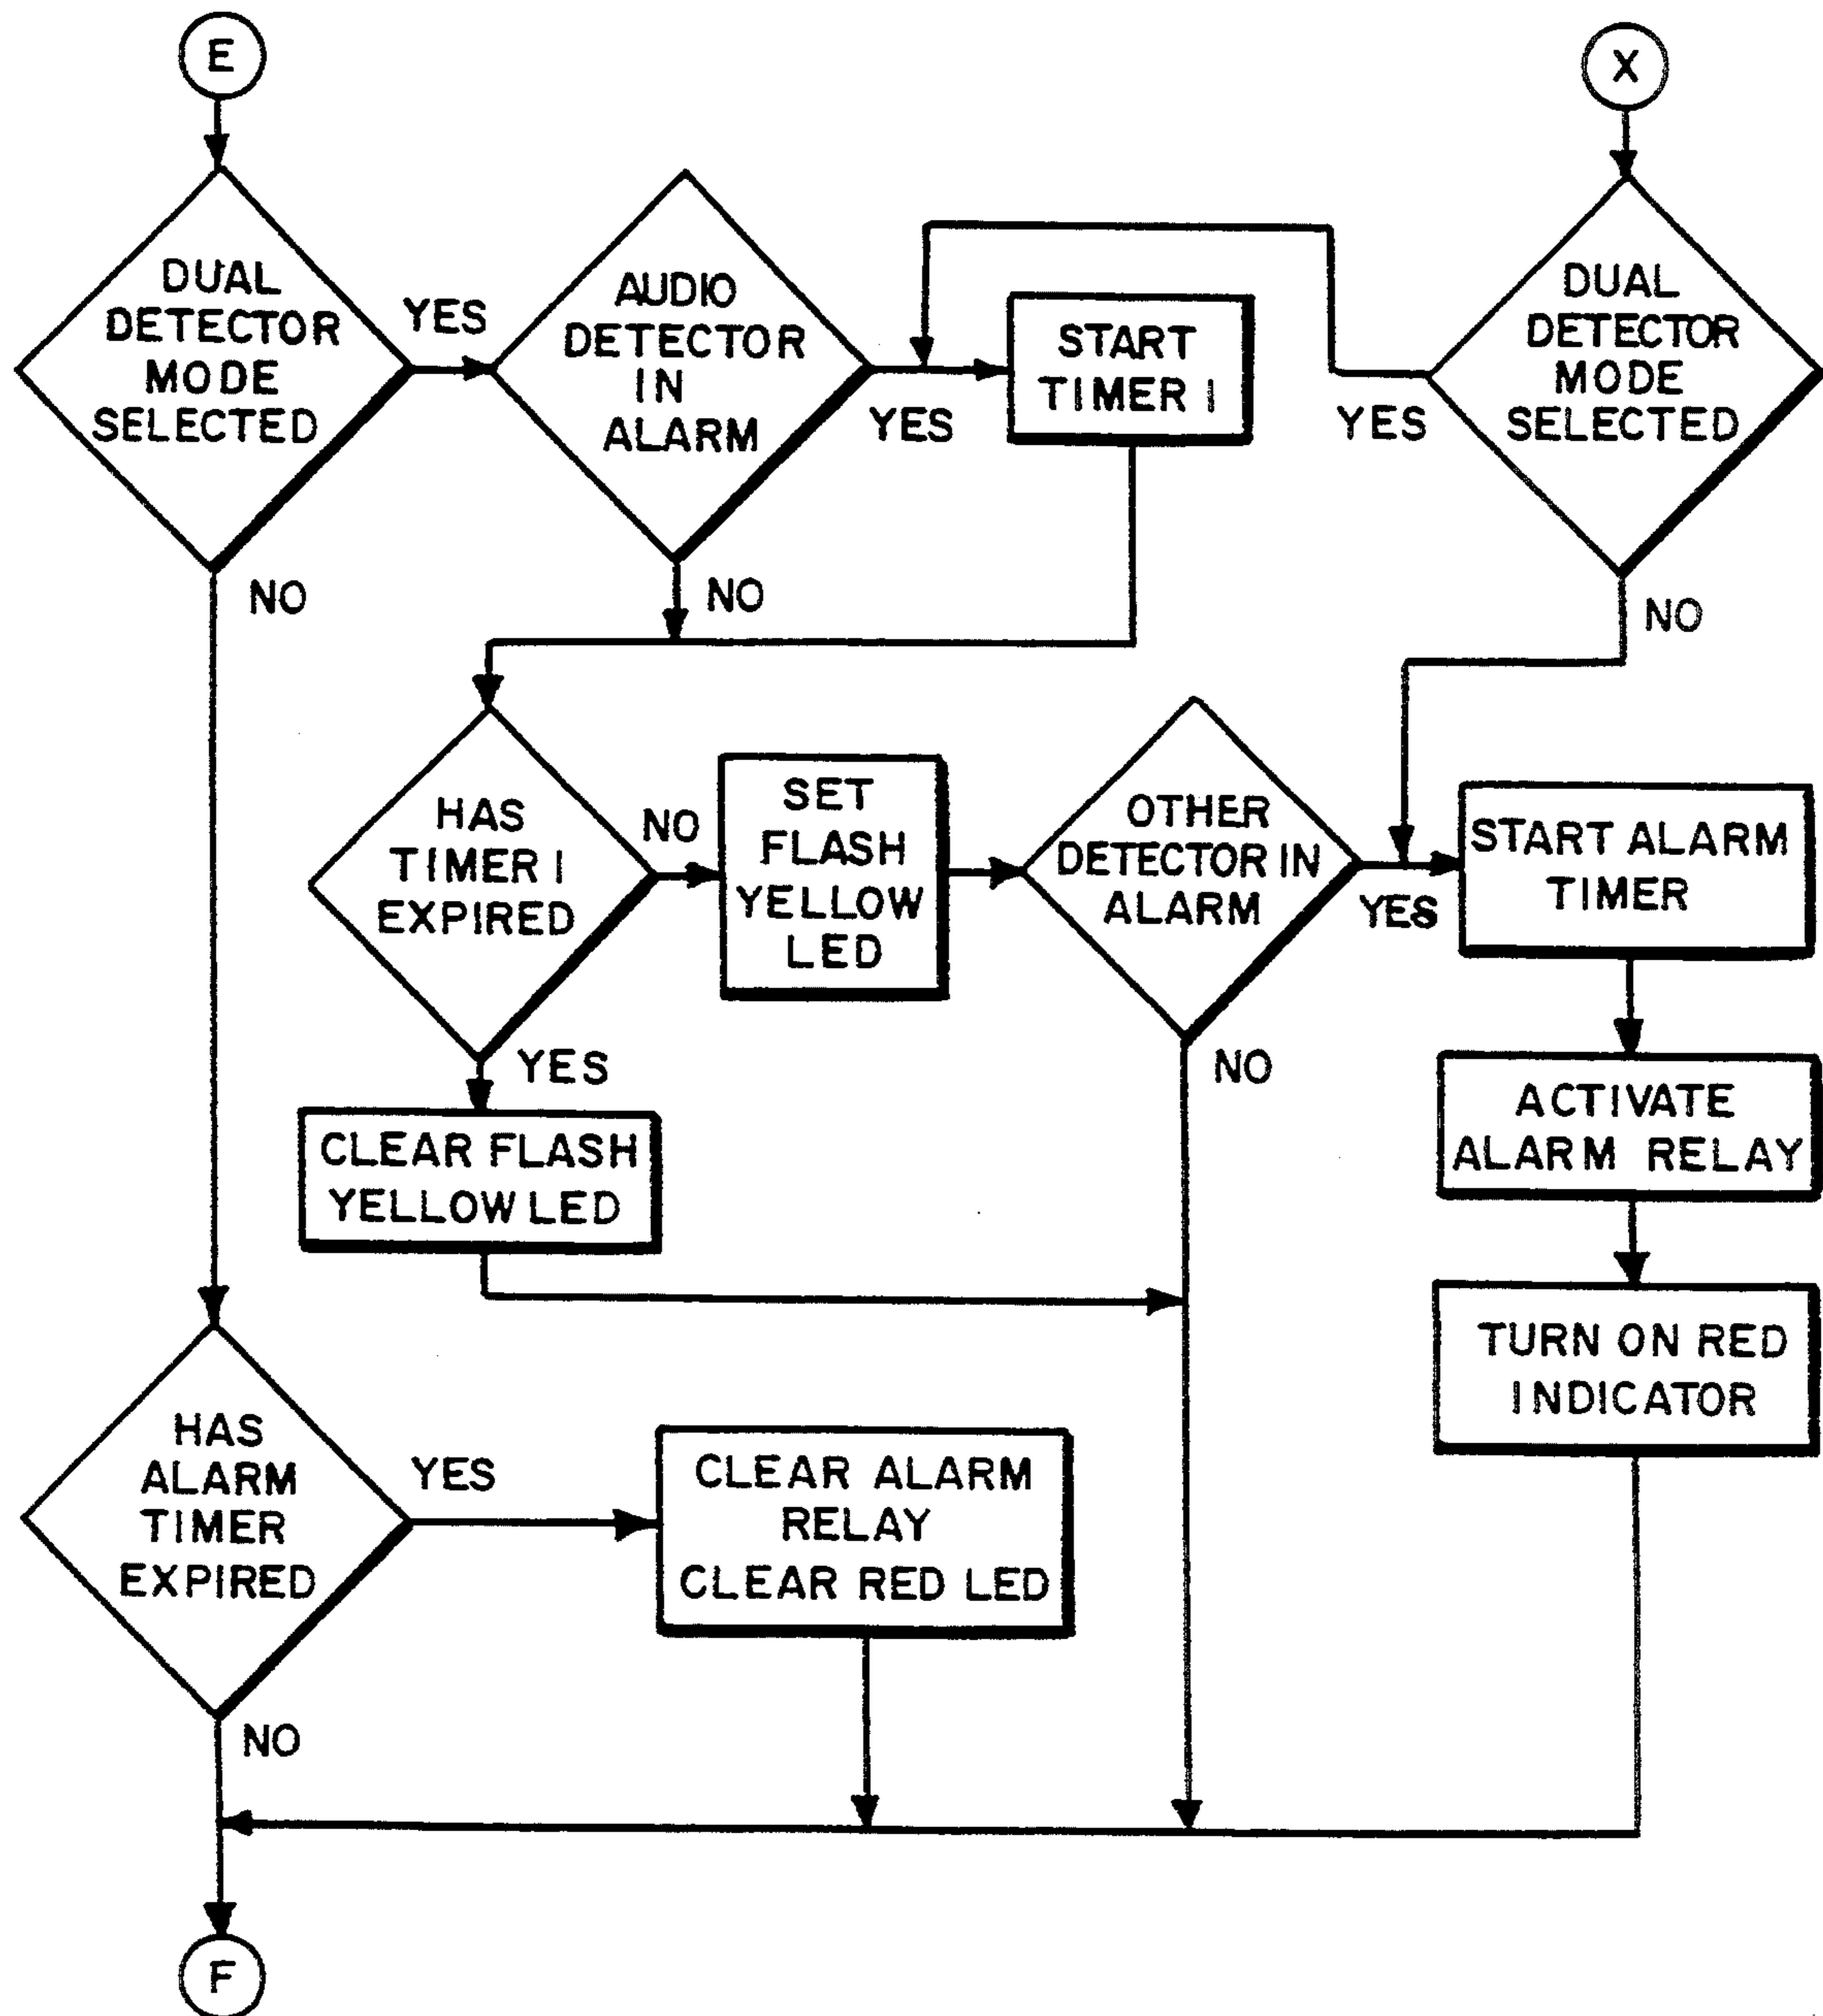 E
X
DUAL
DETECTOR
MODE
SELECTED
YES
AUDIO
DETECTOR
IN
ALARM
YES
START
TIMER 1
DUAL
DETECTOR
MODE
SELECTED
YES
NO
NO
NO
HAS
TIMER 1
EXPIRED
NO
SET
FLASH
YELLOW
LED
OTHER
DETECTOR IN
ALARM
YES
START ALARM
TIMER
YES
NO
CLEAR FLASH
YELLOW LED
ACTIVATE
ALARM RELAY
TURN ON RED
INDICATOR
HAS
ALARM
TIMER
EXPIRED
YES
CLEAR ALARM
RELAY
CLEAR RED LED
NO
F